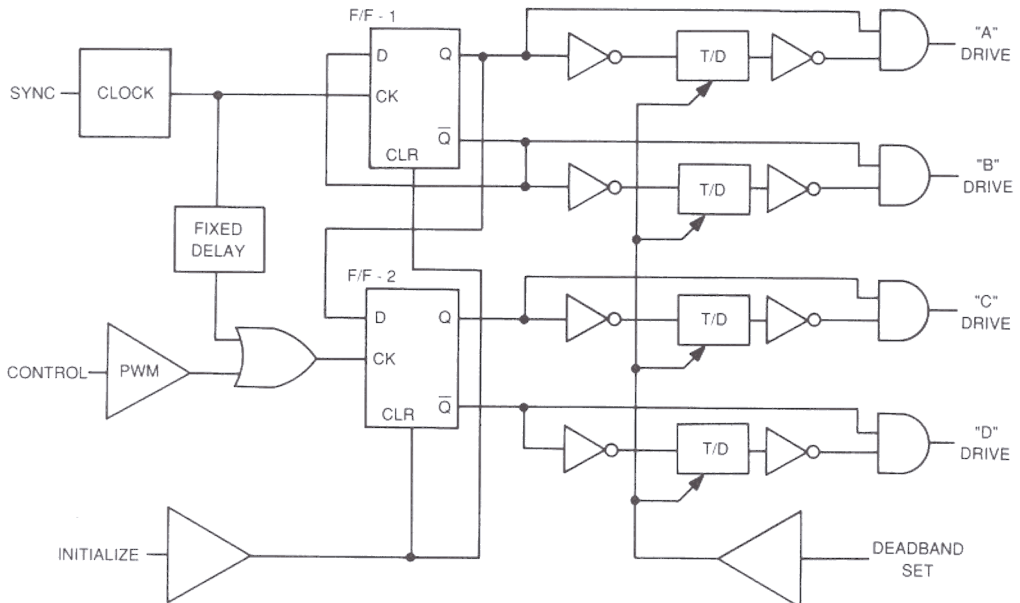 F/F - 1
SYNC
CLOCK
D
Q
CK
Q̅
CLR
T/D
"A"
DRIVE
T/D
"B"
DRIVE
FIXED
DELAY
F/F - 2
D
Q
CK
Q̅
CLR
T/D
"C"
DRIVE
CONTROL
PWM
T/D
"D"
DRIVE
INITIALIZE
DEADBAND
SET